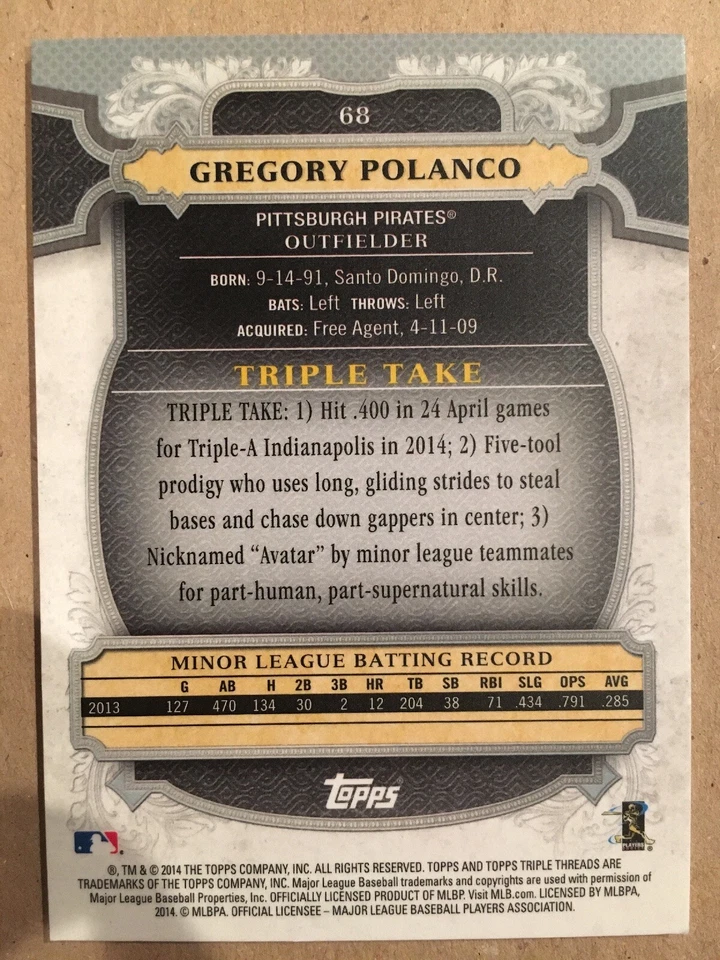 68
GREGORY POLANCO
PITTSBURGH PIRATES®
OUTFIELDER
BORN: 9-14-91, Santo Domingo, D.R.
BATS: Left THROWS: Left
ACQUIRED: Free Agent, 4-11-09
TRIPLE TAKE
TRIPLE TAKE: 1) Hit .400 in 24 April games
for Triple-A Indianapolis in 2014; 2) Five-tool
prodigy who uses long, gliding strides to steal
bases and chase down gappers in center; 3)
Nicknamed “Avatar” by minor league teammates
for part-human, part-supernatural skills.
MINOR LEAGUE BATTING RECORD
G AB H 2B 3B HR TB SB RBI SLG OPS AVG
2013 127 470 134 30 2 12 204 38 71 .434 .791 .285
topps
PLAYERS
®, TM & © 2014 THE TOPPS COMPANY, INC. ALL RIGHTS RESERVED. TOPPS AND TOPPS TRIPLE THREADS ARE
TRADEMARKS OF THE TOPPS COMPANY, INC. Major League Baseball trademarks and copyrights are used with permission of
Major League Baseball Properties, Inc. OFFICIALLY LICENSED PRODUCT OF MLBP. Visit MLB.com. LICENSED BY MLBPA,
2014. © MLBPA. OFFICIAL LICENSEE – MAJOR LEAGUE BASEBALL PLAYERS ASSOCIATION.